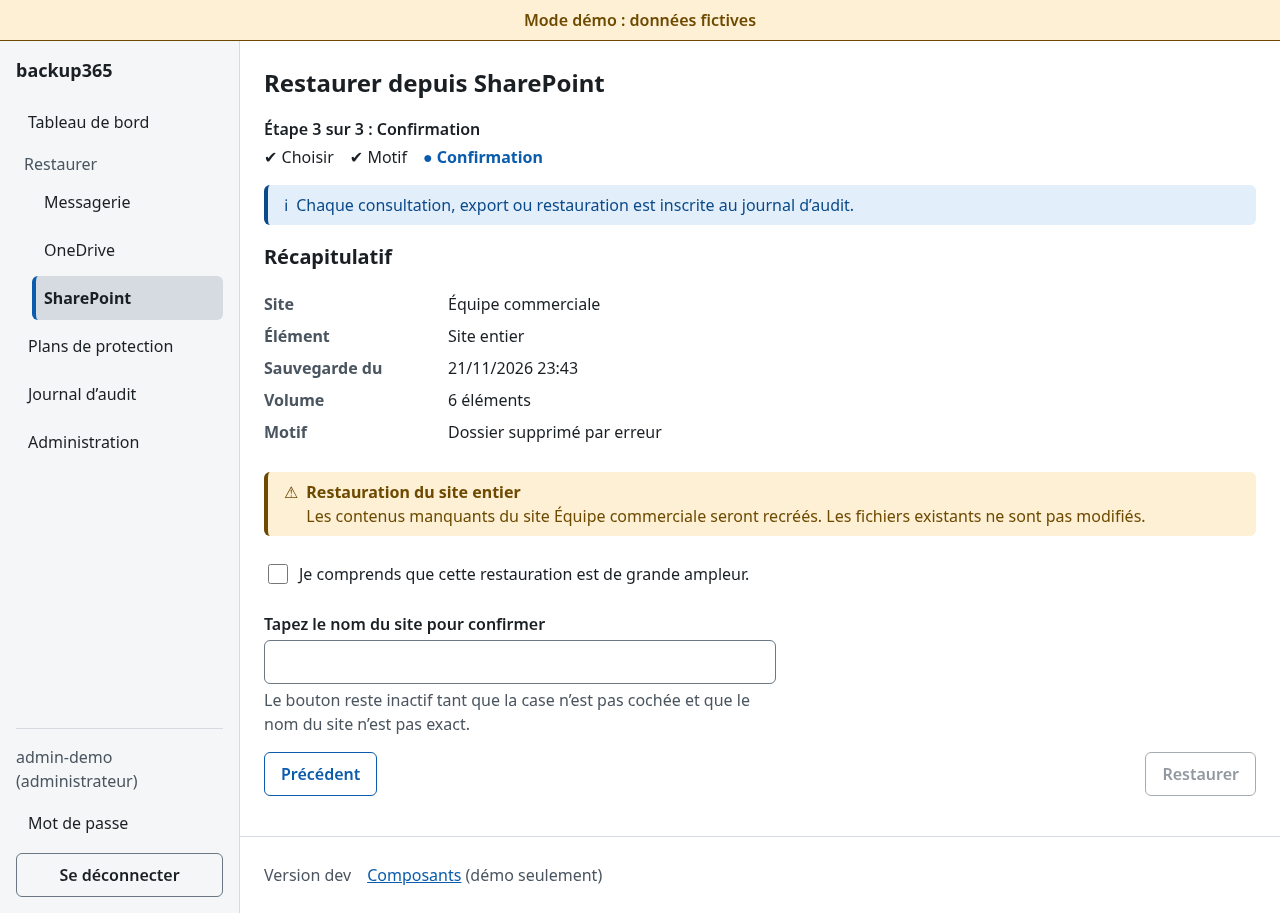 Mode démo : données fictives
backup365
Tableau de bord
Restaurer
Messagerie
OneDrive
SharePoint
Plans de protection
Journal d’audit
Administration
admin-demo
(administrateur)
Mot de passe
Se déconnecter
Restaurer depuis SharePoint
Étape 3 sur 3 : Confirmation
✔ Choisir ✔ Motif ● Confirmation
i Chaque consultation, export ou restauration est inscrite au journal d’audit.
Récapitulatif
Site Équipe commerciale
Élément Site entier
Sauvegarde du 21/11/2026 23:43
Volume 6 éléments
Motif Dossier supprimé par erreur
⚠ Restauration du site entier
Les contenus manquants du site Équipe commerciale seront recréés. Les fichiers existants ne sont pas modifiés.
Je comprends que cette restauration est de grande ampleur.
Tapez le nom du site pour confirmer
Le bouton reste inactif tant que la case n’est pas cochée et que le
nom du site n’est pas exact.
Précédent Restaurer
Version dev Composants (démo seulement)